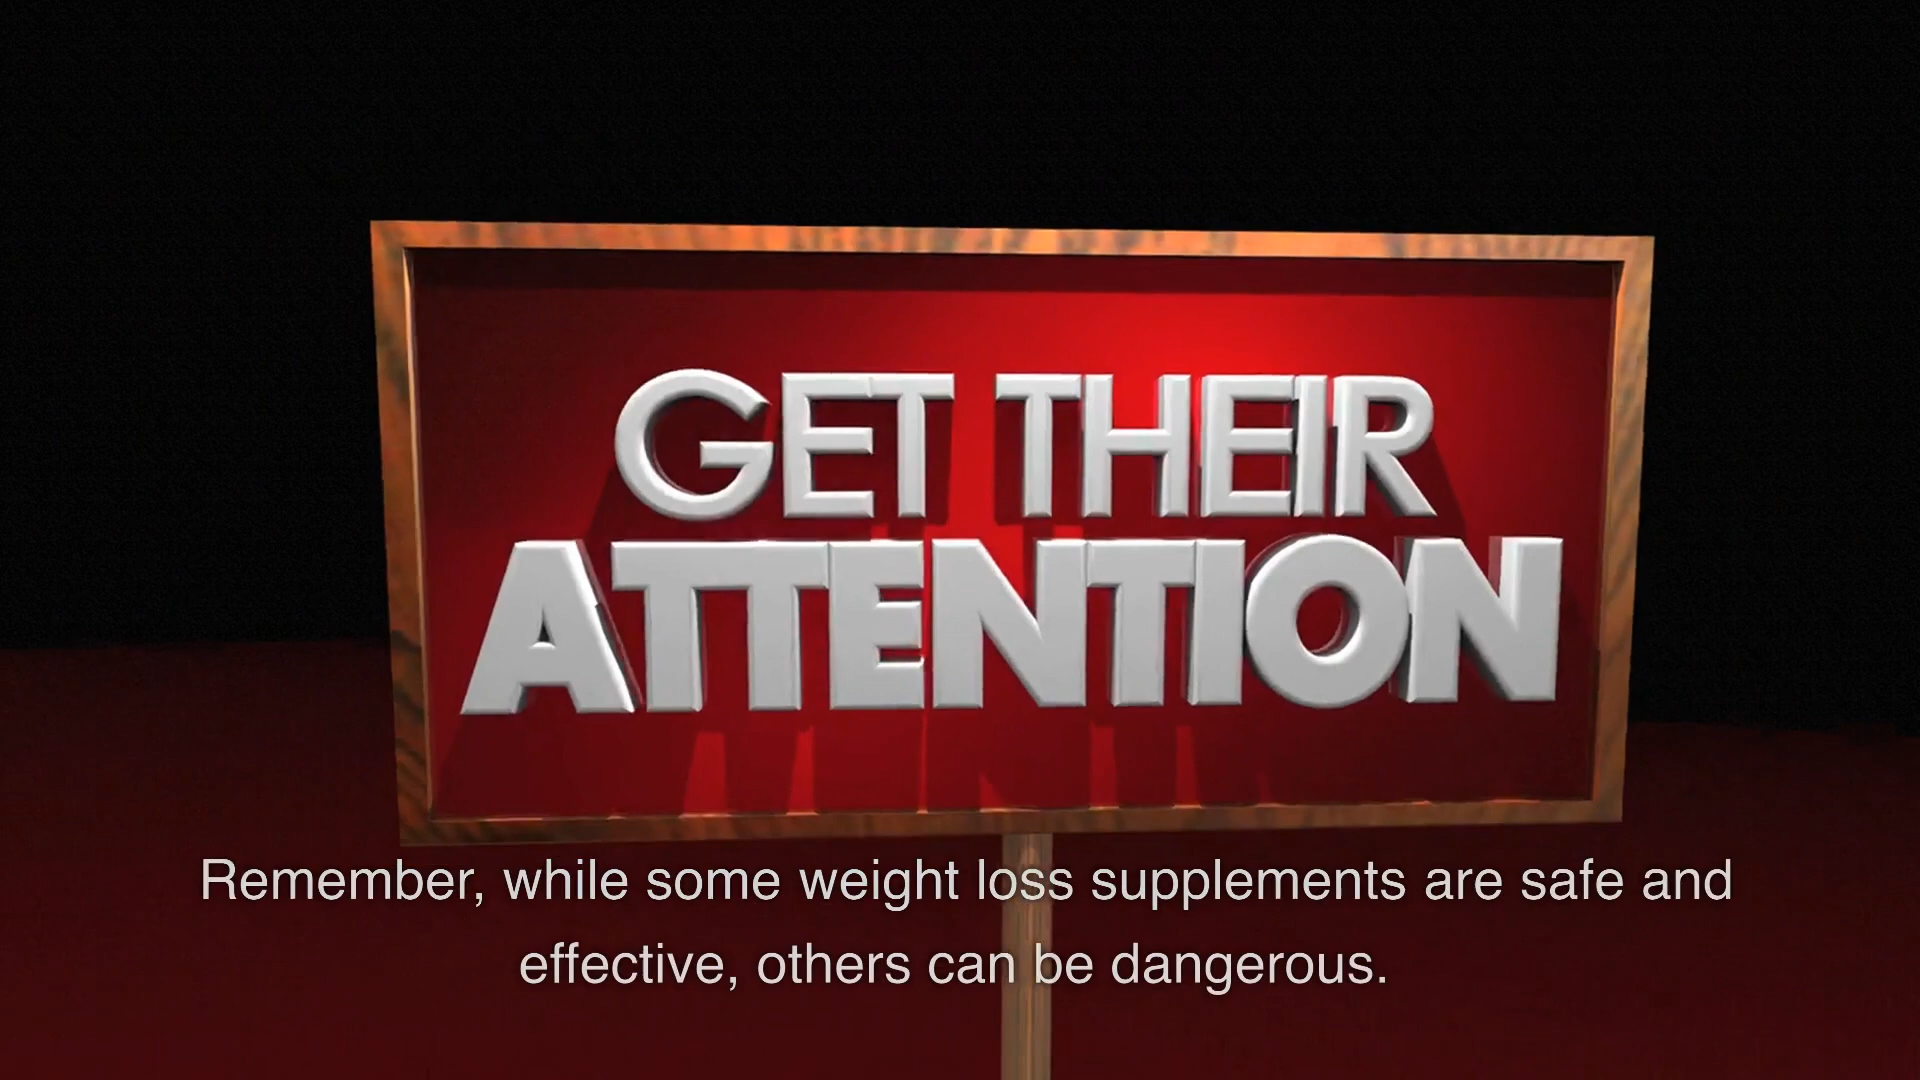 GET THEIR
ATTENTION
Remember, while some weight loss supplements are safe and
effective, others can be dangerous.